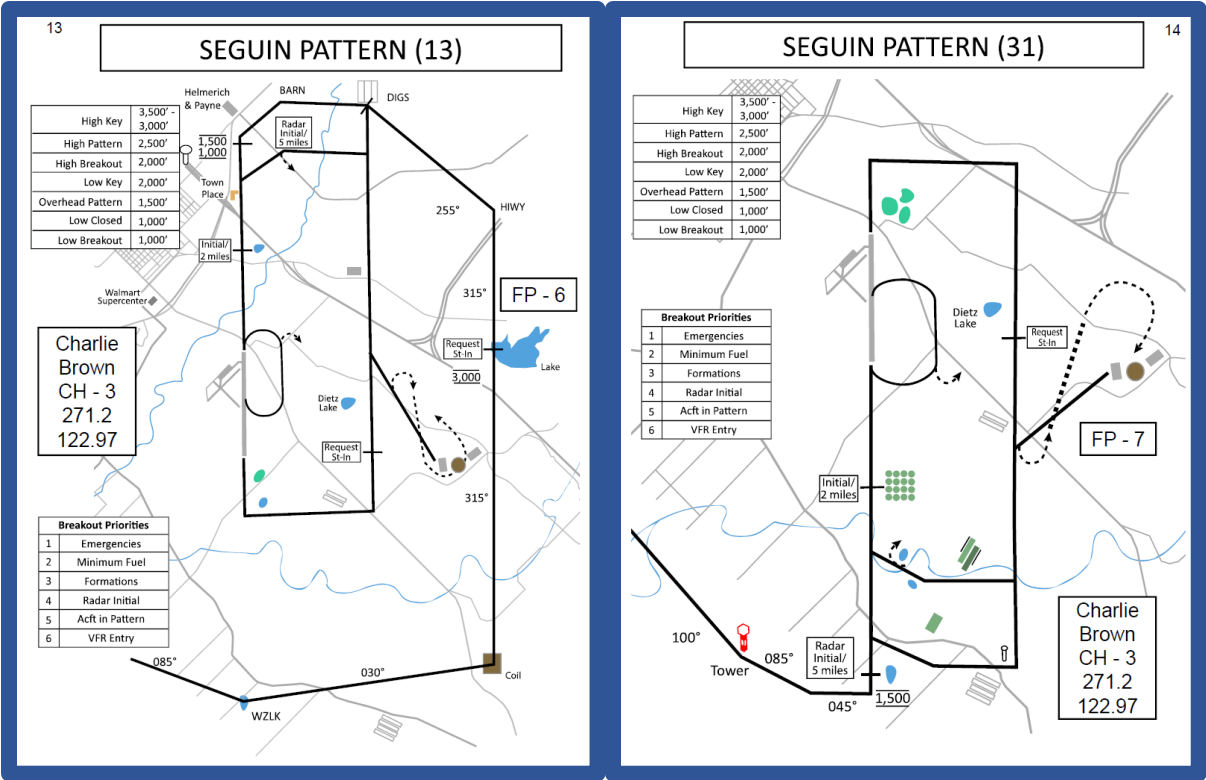 13
SEGUIN PATTERN (13)
High Key 3,500' - 3,000'
High Pattern 2,500'
High Breakout 2,000'
Low Key 2,000'
Overhead Pattern 1,500'
Low Closed 1,000'
Low Breakout 1,000'
Helmerich
& Payne
BARN
DIGS
Radar
Initial/
5 miles
1,500
1,000
Town
Place
255°
HIWY
Initial/
2 miles
315°
FP - 6
Walmart
Supercenter
Charlie
Brown
CH - 3
271.2
122.97
Request
St-In
3,000
Lake
Dietz
Lake
Request
St-In
315°
Breakout Priorities
1 Emergencies
2 Minimum Fuel
3 Formations
4 Radar Initial
5 Acft in Pattern
6 VFR Entry
085°
030°
Coil
WZLK
14
SEGUIN PATTERN (31)
High Key 3,500' - 3,000'
High Pattern 2,500'
High Breakout 2,000'
Low Key 2,000'
Overhead Pattern 1,500'
Low Closed 1,000'
Low Breakout 1,000'
Breakout Priorities
1 Emergencies
2 Minimum Fuel
3 Formations
4 Radar Initial
5 Acft in Pattern
6 VFR Entry
Dietz
Lake
Request
St-In
FP - 7
Initial/
2 miles
100°
Tower
085°
Radar
Initial/
5 miles
045°
1,500
Charlie
Brown
CH - 3
271.2
122.97